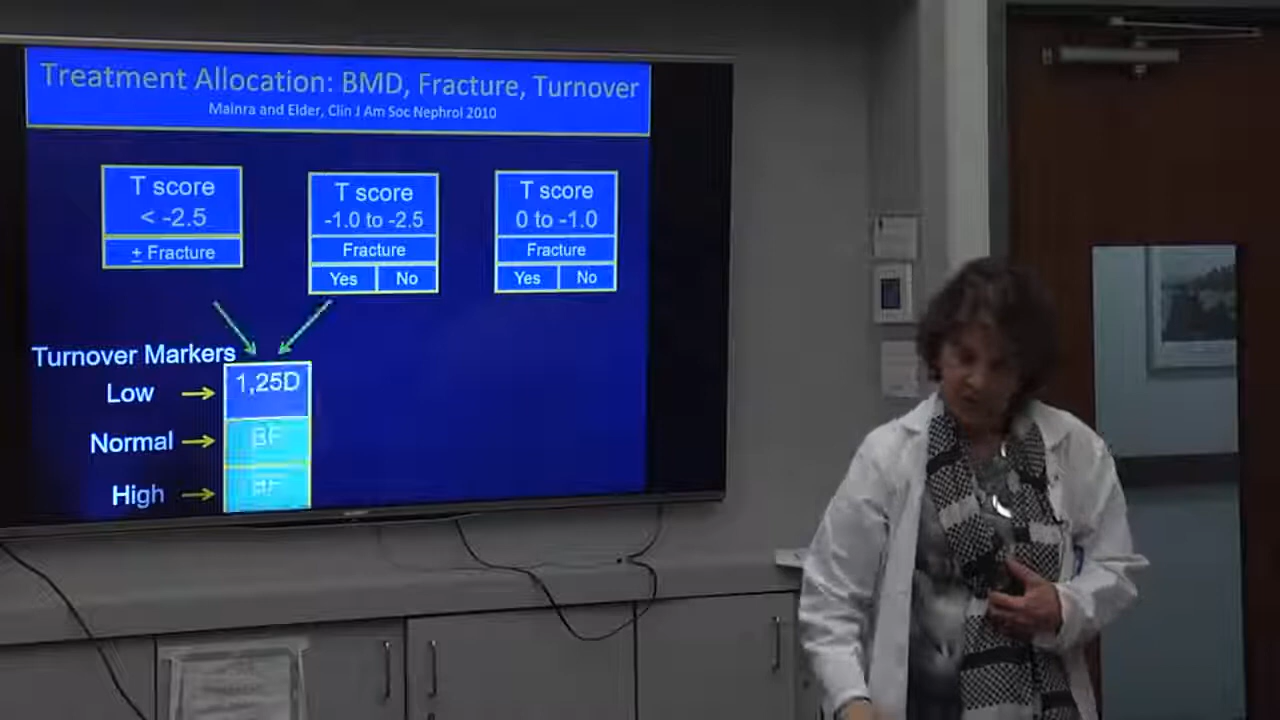 Treatment Allocation: BMD, Fracture, Turnover
Mainra and Elder, Clin J Am Soc Nephrol 2010
T score
< -2.5
± Fracture
T score
-1.0 to -2.5
Fracture
Yes No
T score
0 to -1.0
Fracture
Yes No
Turnover Markers
Low
1,25D
Normal
BF
High
BF